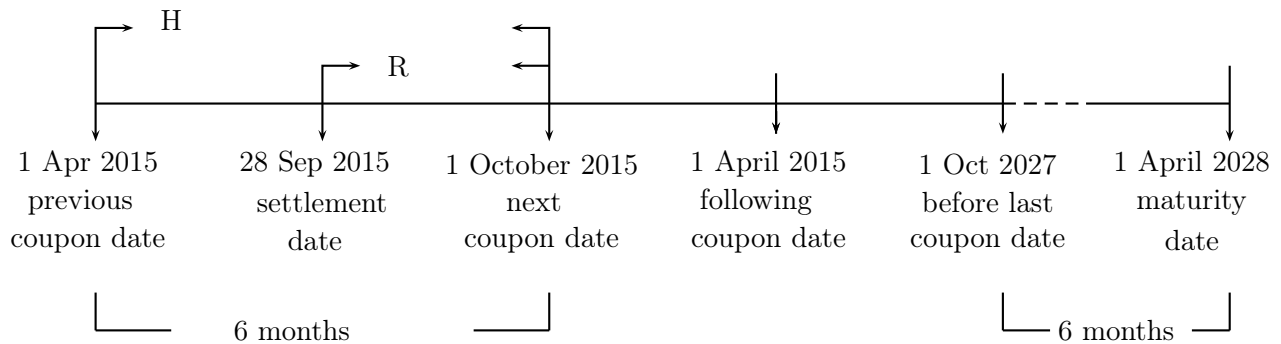 H
R
1 Apr 2015
previous
coupon date
28 Sep 2015
settlement
date
1 October 2015
next
coupon date
1 April 2015
following
coupon date
1 Oct 2027
before last
coupon date
1 April 2028
maturity
date
6 months
6 months